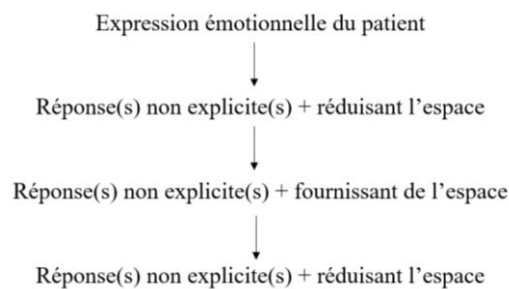 Expression émotionnelle du patient
Réponse(s) non explicite(s) + réduisant l'espace
Réponse(s) non explicite(s) + fournissant de l'espace
Réponse(s) non explicite(s) + réduisant l'espace